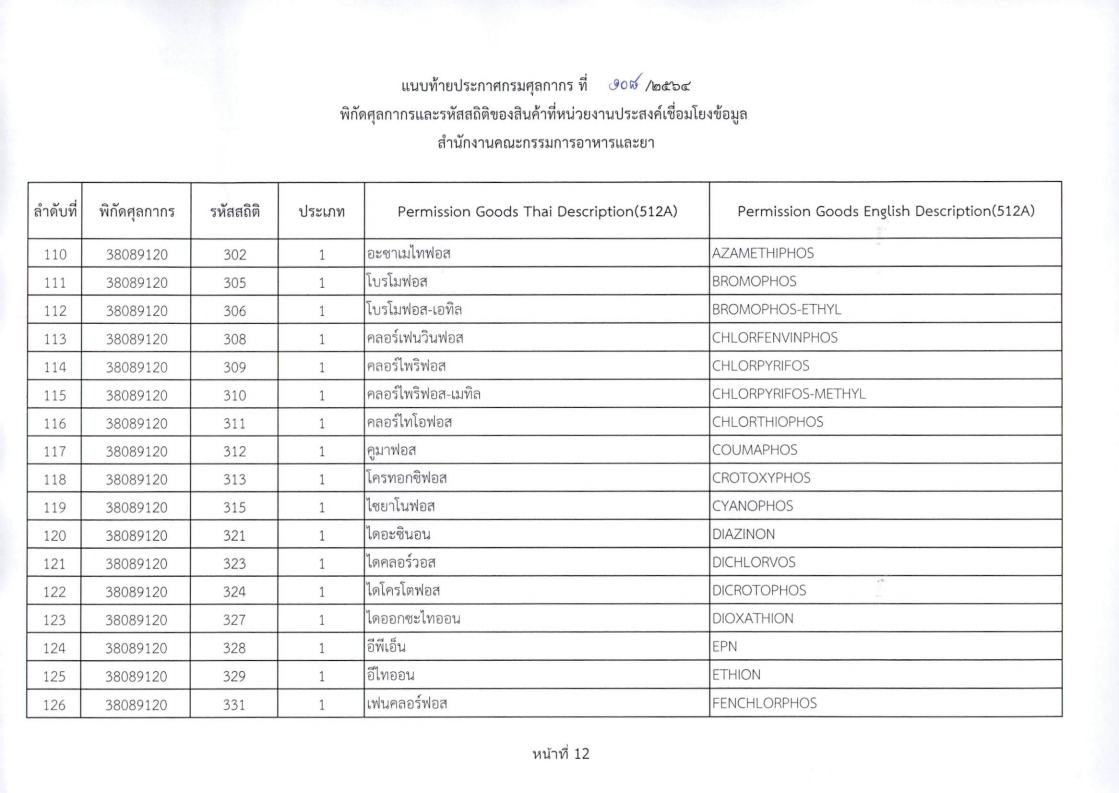 แนบท้ายประกาศกรมศุลกากร ที่ ๑๐๘ /๒๕๖๔
พิกัดศุลกากรและรหัสสถิติของสินค้าที่หน่วยงานประสงค์เชื่อมโยงข้อมูล
สำนักงานคณะกรรมการอาหารและยา
ลำดับที่ พิกัดศุลกากร รหัสสถิติ ประเภท Permission Goods Thai Description(512A) Permission Goods English Description(512A)
110 38089120 302 1 อะซาเมไทฟอส AZAMETHIPHOS
111 38089120 305 1 โบรโมฟอส BROMOPHOS
112 38089120 306 1 โบรโมฟอส-เอทิล BROMOPHOS-ETHYL
113 38089120 308 1 คลอร์เฟนวินฟอส CHLORFENVINPHOS
114 38089120 309 1 คลอร์ไพริฟอส CHLORPYRIFOS
115 38089120 310 1 คลอร์ไพริฟอส-เมทิล CHLORPYRIFOS-METHYL
116 38089120 311 1 คลอร์ไทโอฟอส CHLORTHIOPHOS
117 38089120 312 1 คูมาฟอส COUMAPHOS
118 38089120 313 1 โครทอกซิฟอส CROTOXYPHOS
119 38089120 315 1 ไซยาโนฟอส CYANOPHOS
120 38089120 321 1 ไดอะซินอน DIAZINON
121 38089120 323 1 ไดคลอร์วอส DICHLORVOS
122 38089120 324 1 ไดโครโตฟอส DICROTOPHOS
123 38089120 327 1 ไดออกซะไทออน DIOXATHION
124 38089120 328 1 อีพีเอ็น EPN
125 38089120 329 1 อีไทออน ETHION
126 38089120 331 1 เฟนคลอร์ฟอส FENCHLORPHOS
หน้าที่ 12